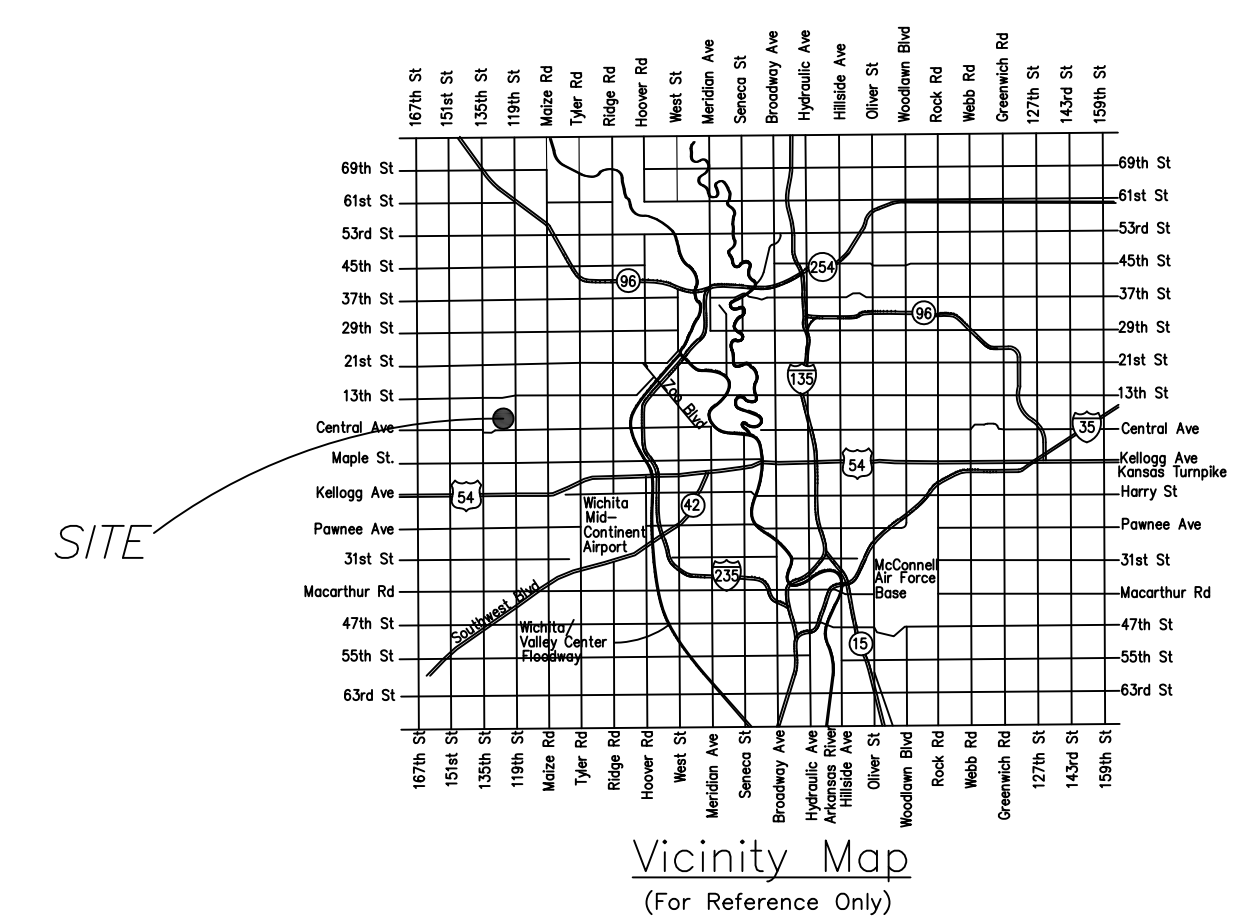 167th St
151st St
135th St
119th St
Maize Rd
Tyler Rd
Ridge Rd
Hoover Rd
West St
Meridian Ave
Seneca St
Broadway Ave
Hydraulic Ave
Hillside Ave
Oliver St
Woodlawn Blvd
Rock Rd
Webb Rd
Greenwich Rd
127th St
143rd St
159th St
69th St
61st St
53rd St
45th St
37th St
29th St
21st St
13th St
Central Ave
Maple St.
Kellogg Ave
Pawnee Ave
31st St
Macarthur Rd
47th St
55th St
63rd St
SITE
96
254
96
135
35
Zoo Blvd
54
54
42
Wichita
Mid-
Continent
Airport
235
McConnell
Air Force
Base
Southwest Blvd
Wichita/
Valley Center
Floodway
15
69th St
61st St
53rd St
45th St
37th St
29th St
21st St
13th St
Central Ave
Kellogg Ave
Kansas Turnpike
Harry St
Pawnee Ave
31st St
Macarthur Rd
47th St
55th St
63rd St
167th St
151st St
135th St
119th St
Maize Rd
Tyler Rd
Ridge Rd
Hoover Rd
West St
Meridian Ave
Seneca St
Broadway Ave
Hydraulic Ave
Arkansas River
Hillside Ave
Oliver St
Woodlawn Blvd
Rock Rd
Webb Rd
Greenwich Rd
127th St
143rd St
159th St
Vicinity Map
(For Reference Only)